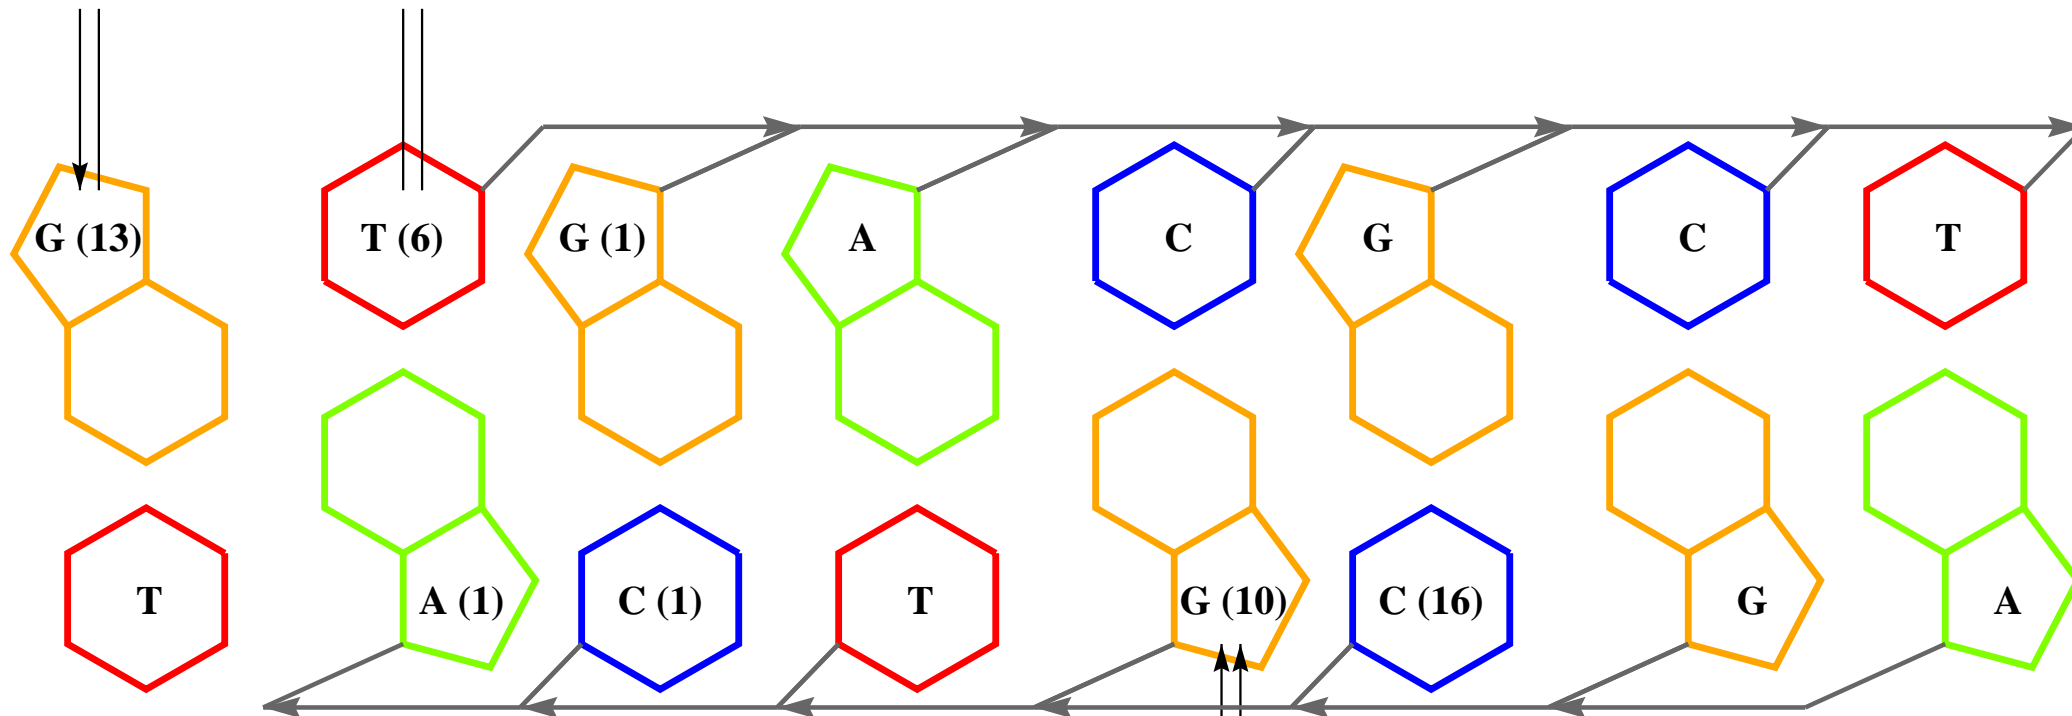 G (13) T (6) G (1) A C G C T
T A (1) C (1) T G (10) C (16) G A